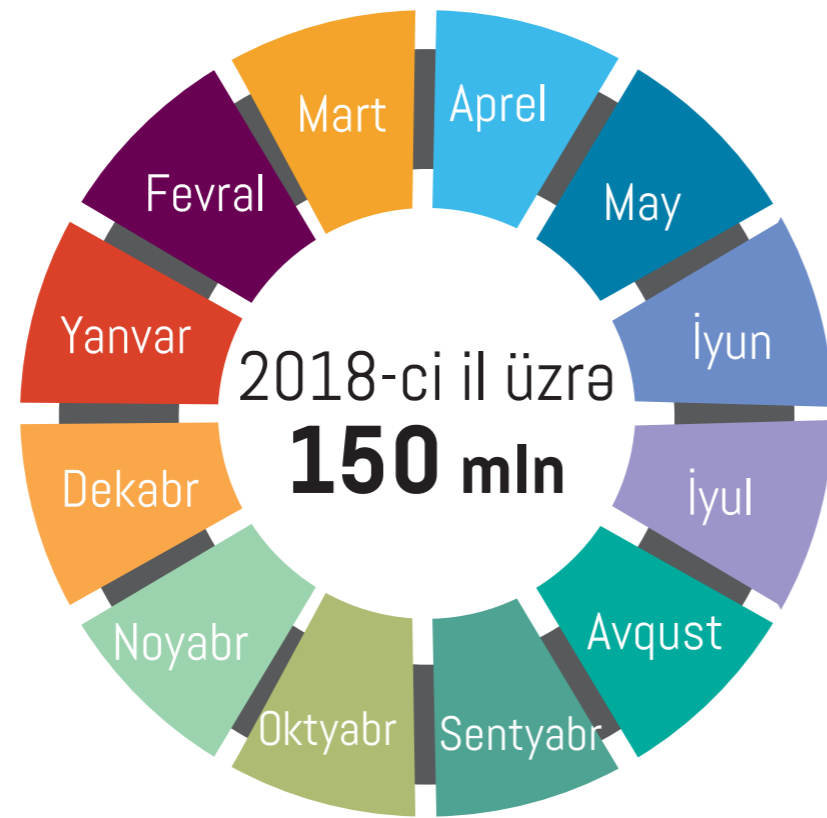 Yanvar
Fevral
Mart
Aprel
May
İyun
İyul
Avqust
Sentyabr
Oktyabr
Noyabr
Dekabr
2018-ci il üzrə
150 mln